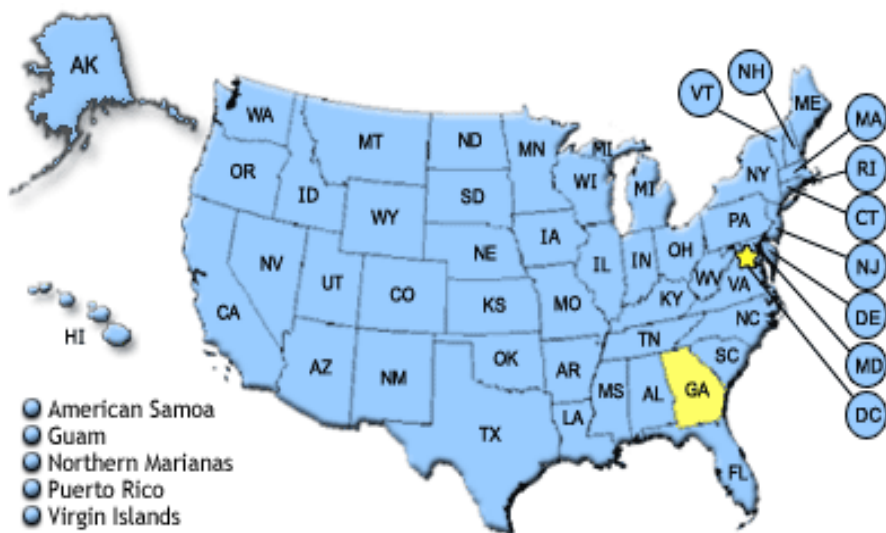 AK
NH
VT
ME
WA
MA
MT
ND
MN
MI
OR
RI
ID
SD
WI
MI
NY
WY
CT
IA
PA
NE
NV
OH
NJ
IL
IN
UT
WV
CO
VA
CA
KS
MO
KY
DE
HI
NC
TN
OK
SC
AZ
AR
MD
NM
MS
AL
GA
American Samoa
DC
LA
TX
Guam
Northern Marianas
FL
Puerto Rico
Virgin Islands